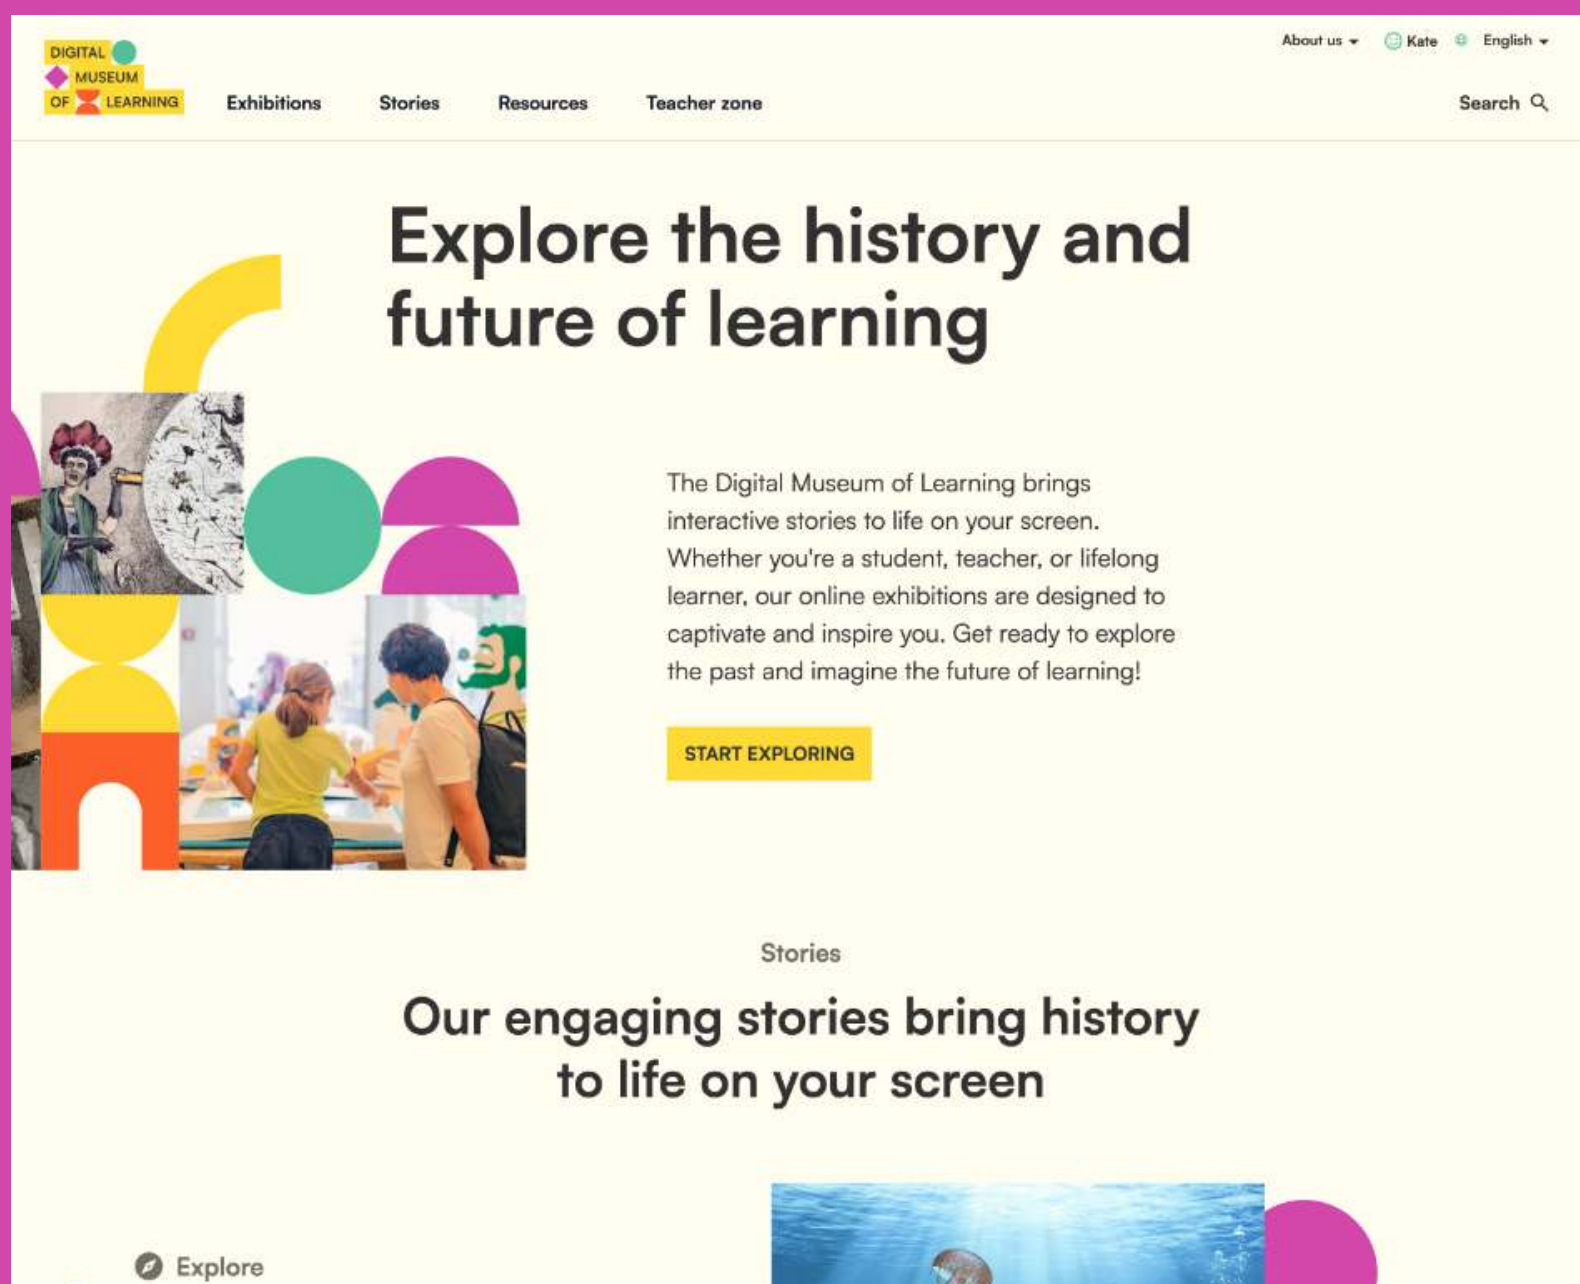 DIGITAL
MUSEUM
OF LEARNING
About us
Kate
English
Exhibitions
Stories
Resources
Teacher zone
Search
Explore the history and
future of learning
The Digital Museum of Learning brings
interactive stories to life on your screen.
Whether you're a student, teacher, or lifelong
learner, our online exhibitions are designed to
captivate and inspire you. Get ready to explore
the past and imagine the future of learning!
START EXPLORING
Stories
Our engaging stories bring history
to life on your screen
Explore